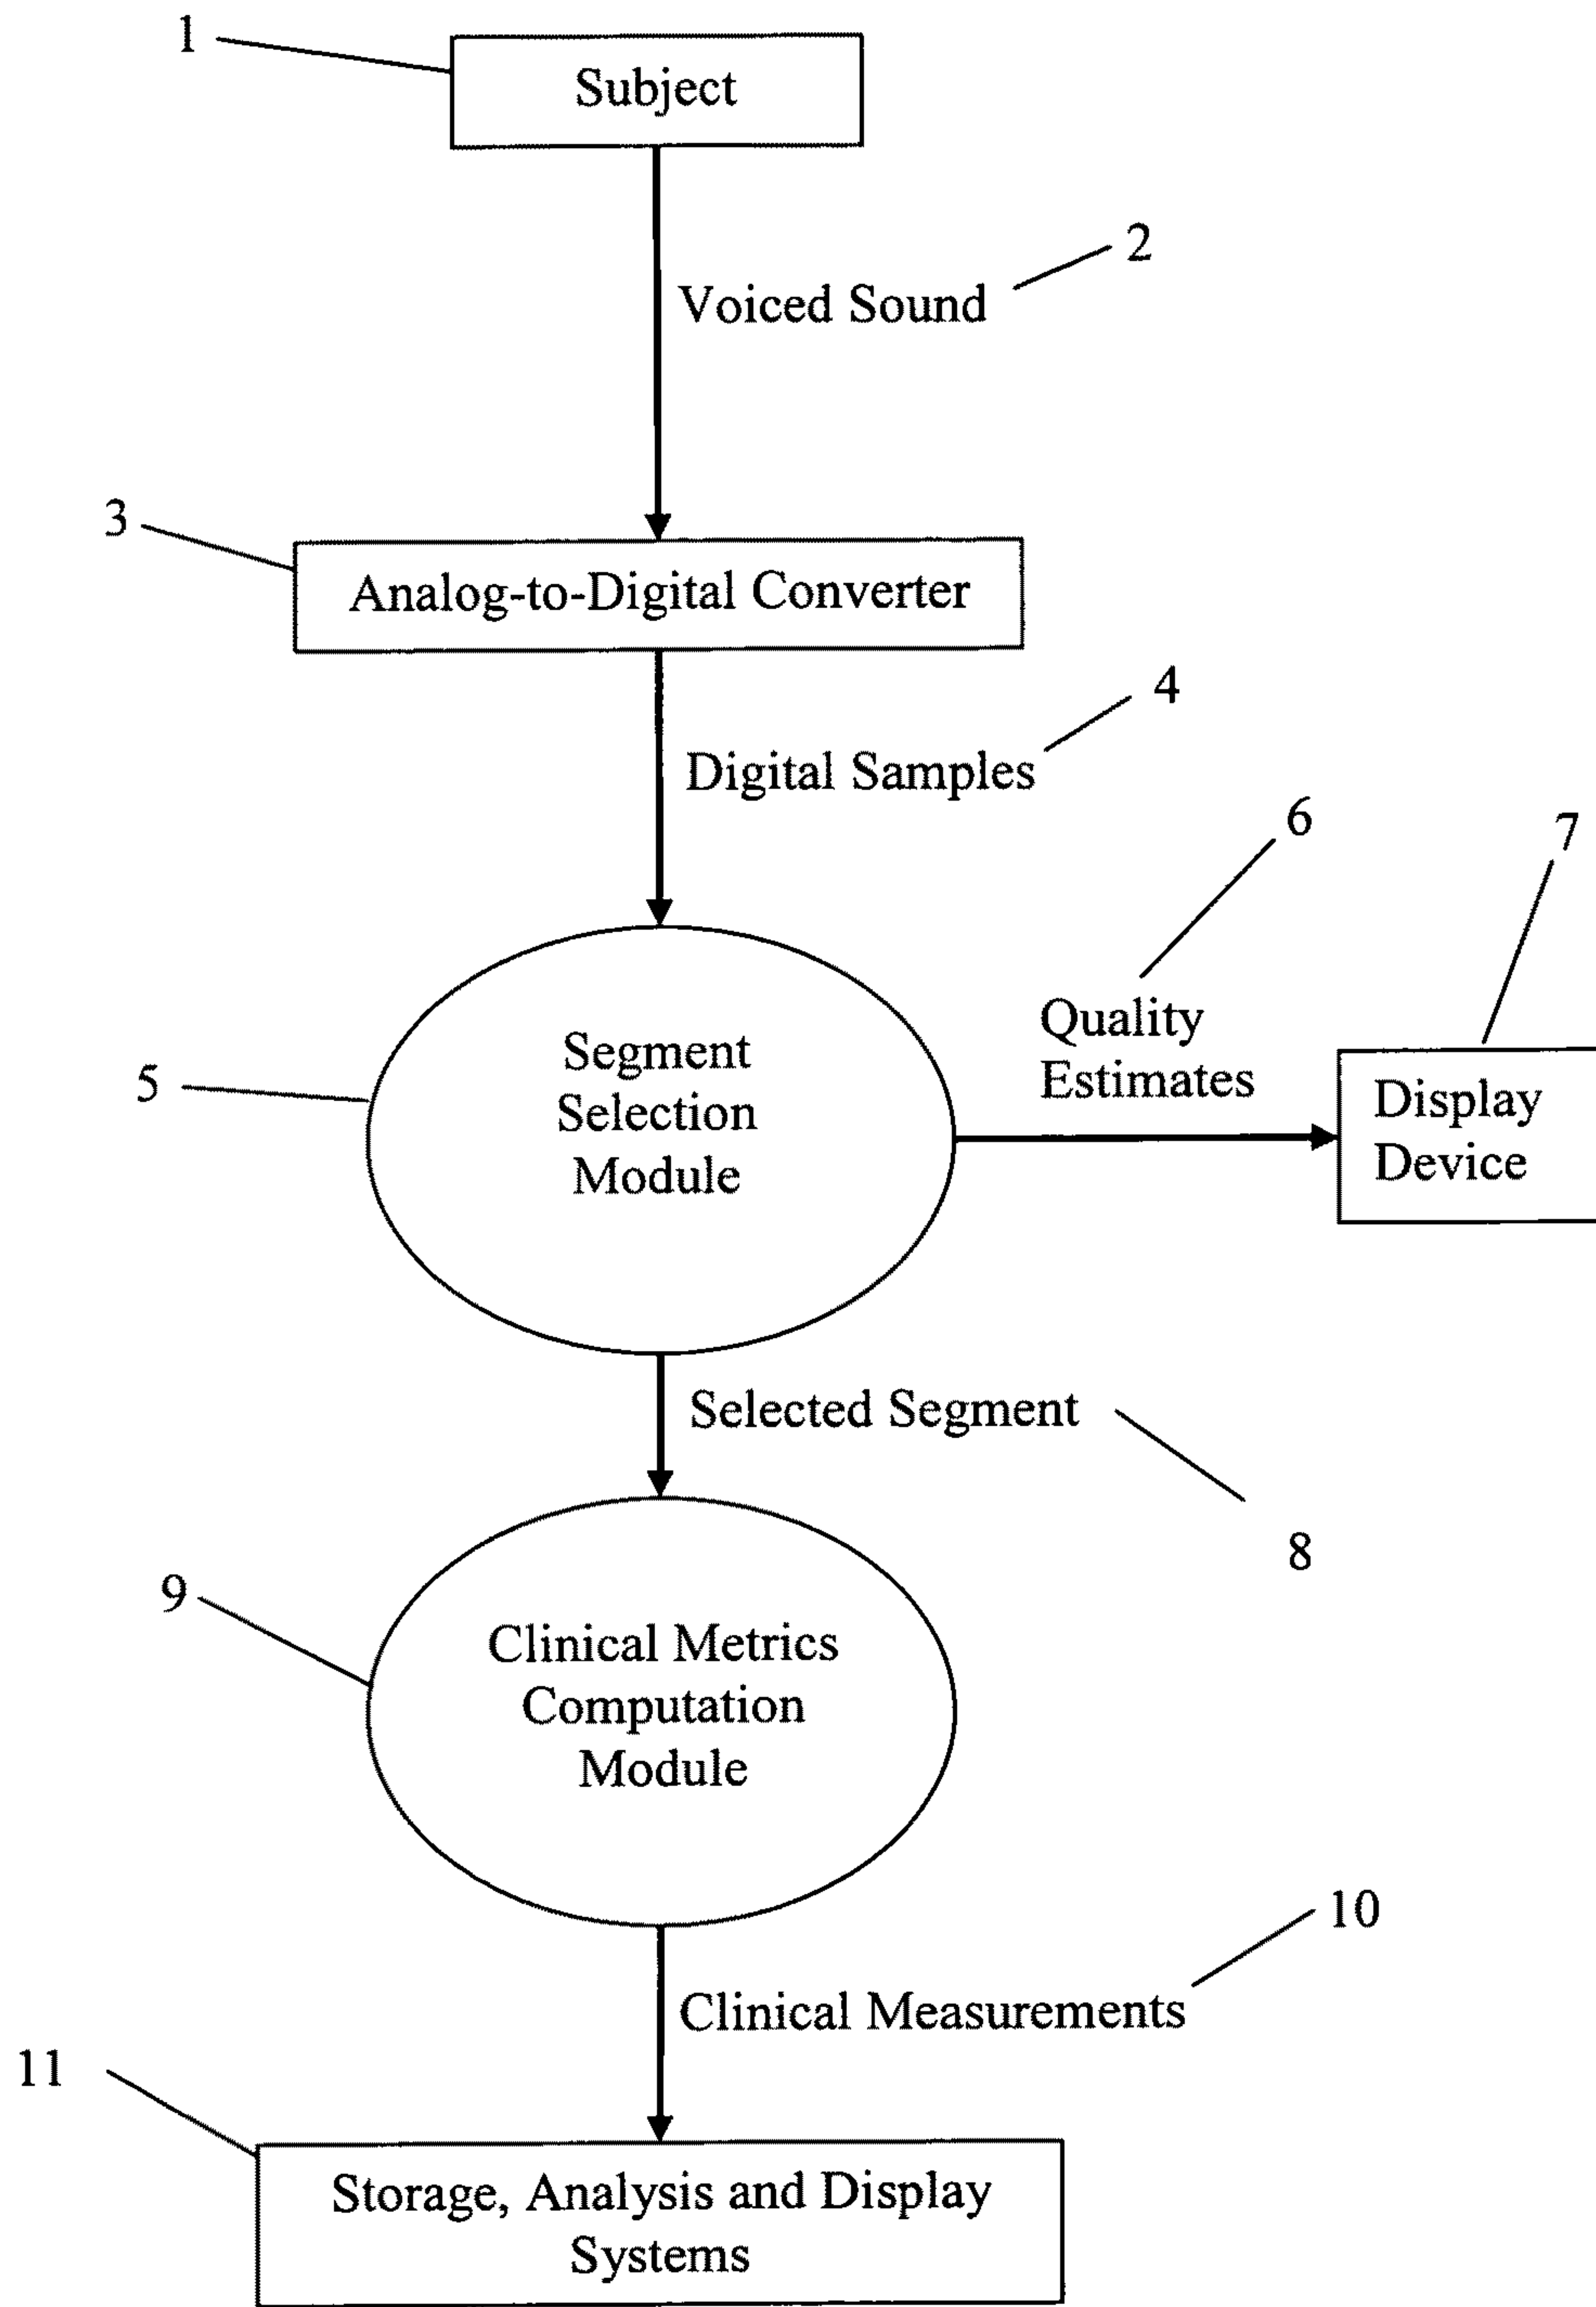 1
Subject
2
Voiced Sound
3
Analog-to-Digital Converter
4
Digital Samples
6
7
Quality
Estimates
5
Segment
Selection
Module
Display
Device
Selected Segment
8
9
Clinical Metrics
Computation
Module
10
Clinical Measurements
11
Storage, Analysis and Display
Systems